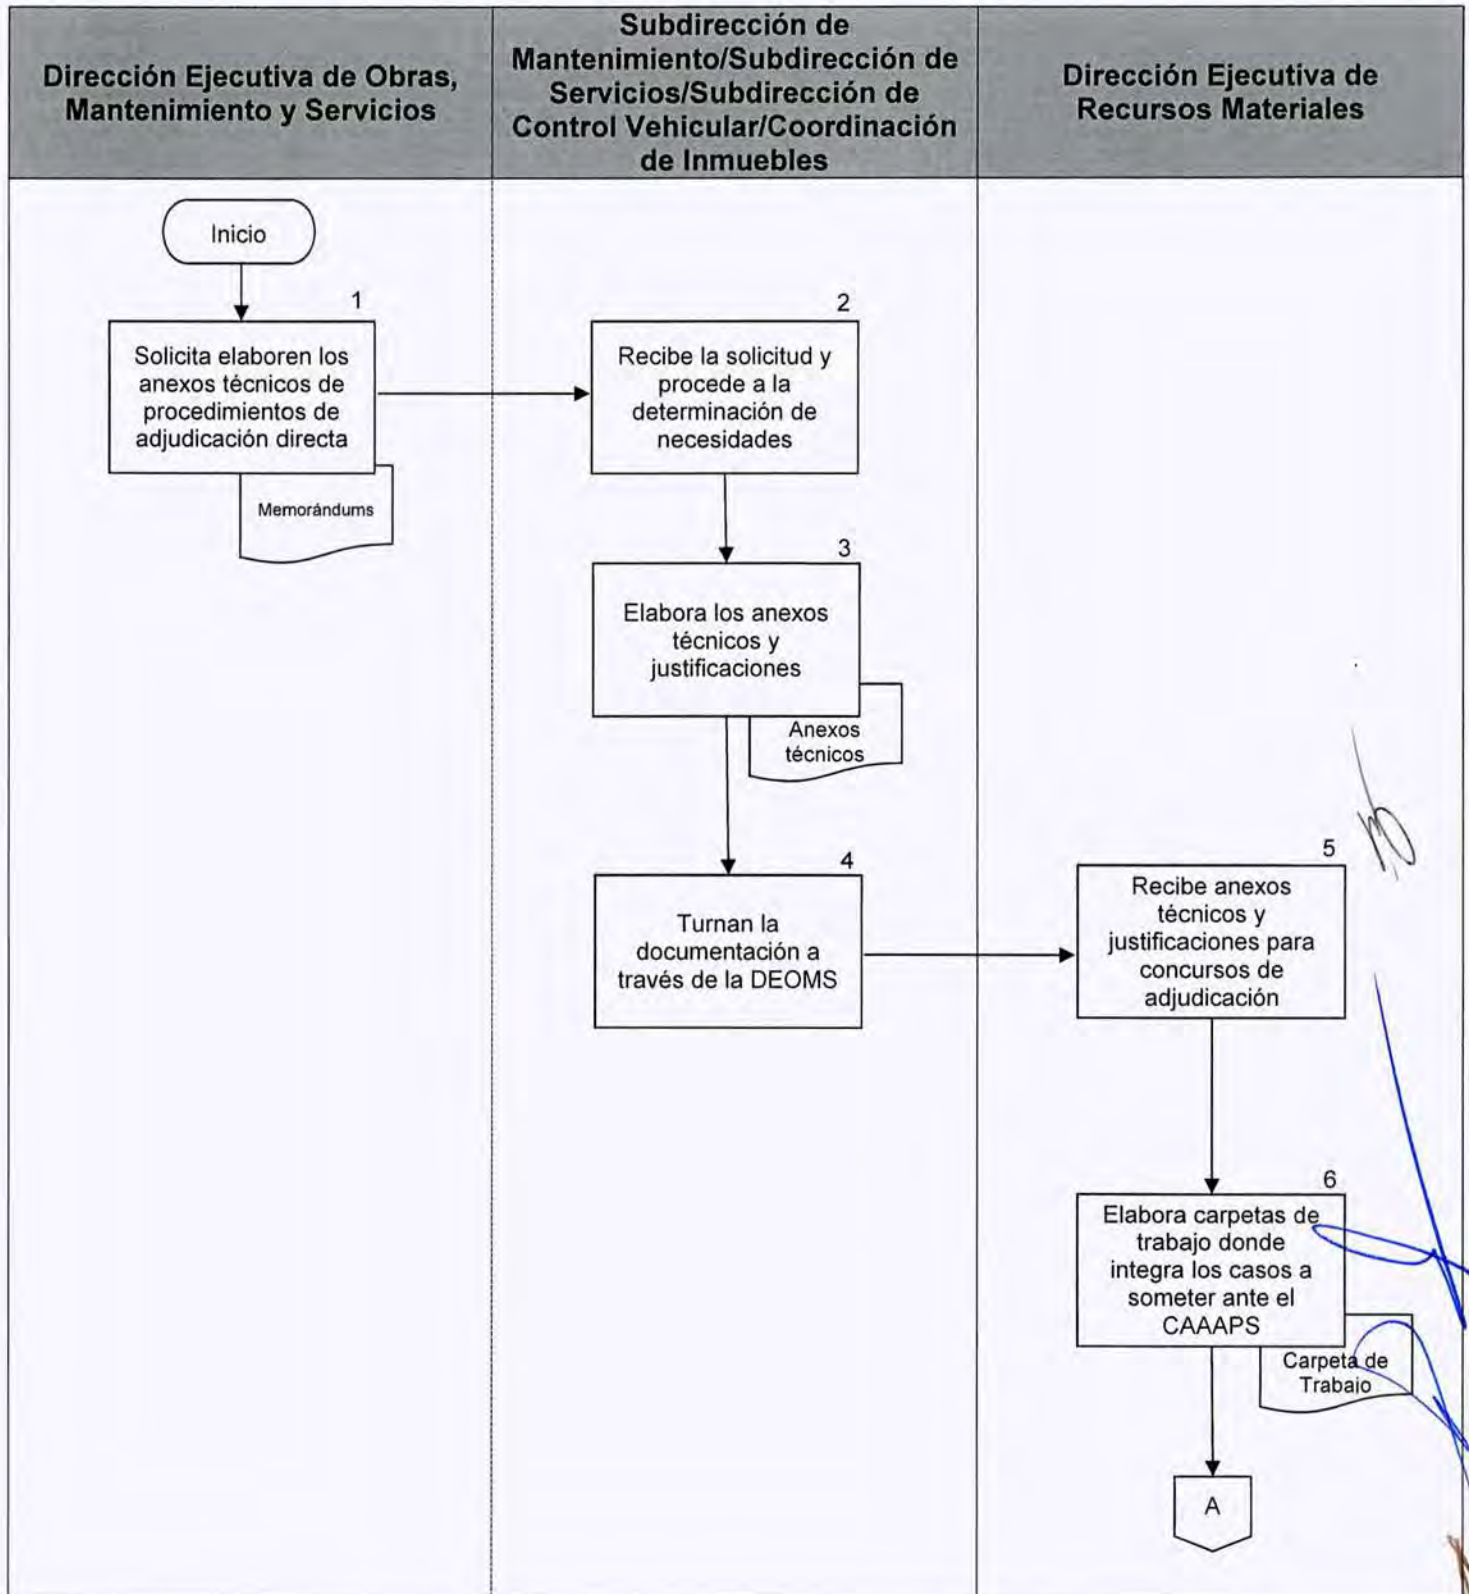 Dirección Ejecutiva de Obras,
Mantenimiento y Servicios
Subdirección de
Mantenimiento/Subdirección de
Servicios/Subdirección de
Control Vehicular/Coordinación
de Inmuebles
Dirección Ejecutiva de
Recursos Materiales
Inicio
1
Solicita elaboren los
anexos técnicos de
procedimientos de
adjudicación directa
Memorándums
2
Recibe la solicitud y
procede a la
determinación de
necesidades
3
Elabora los anexos
técnicos y
justificaciones
Anexos
técnicos
4
Turnan la
documentación a
través de la DEOMS
5
Recibe anexos
técnicos y
justificaciones para
concursos de
adjudicación
6
Elabora carpetas de
trabajo donde
integra los casos a
someter ante el
CAAAPS
Carpeta de
Trabajo
A